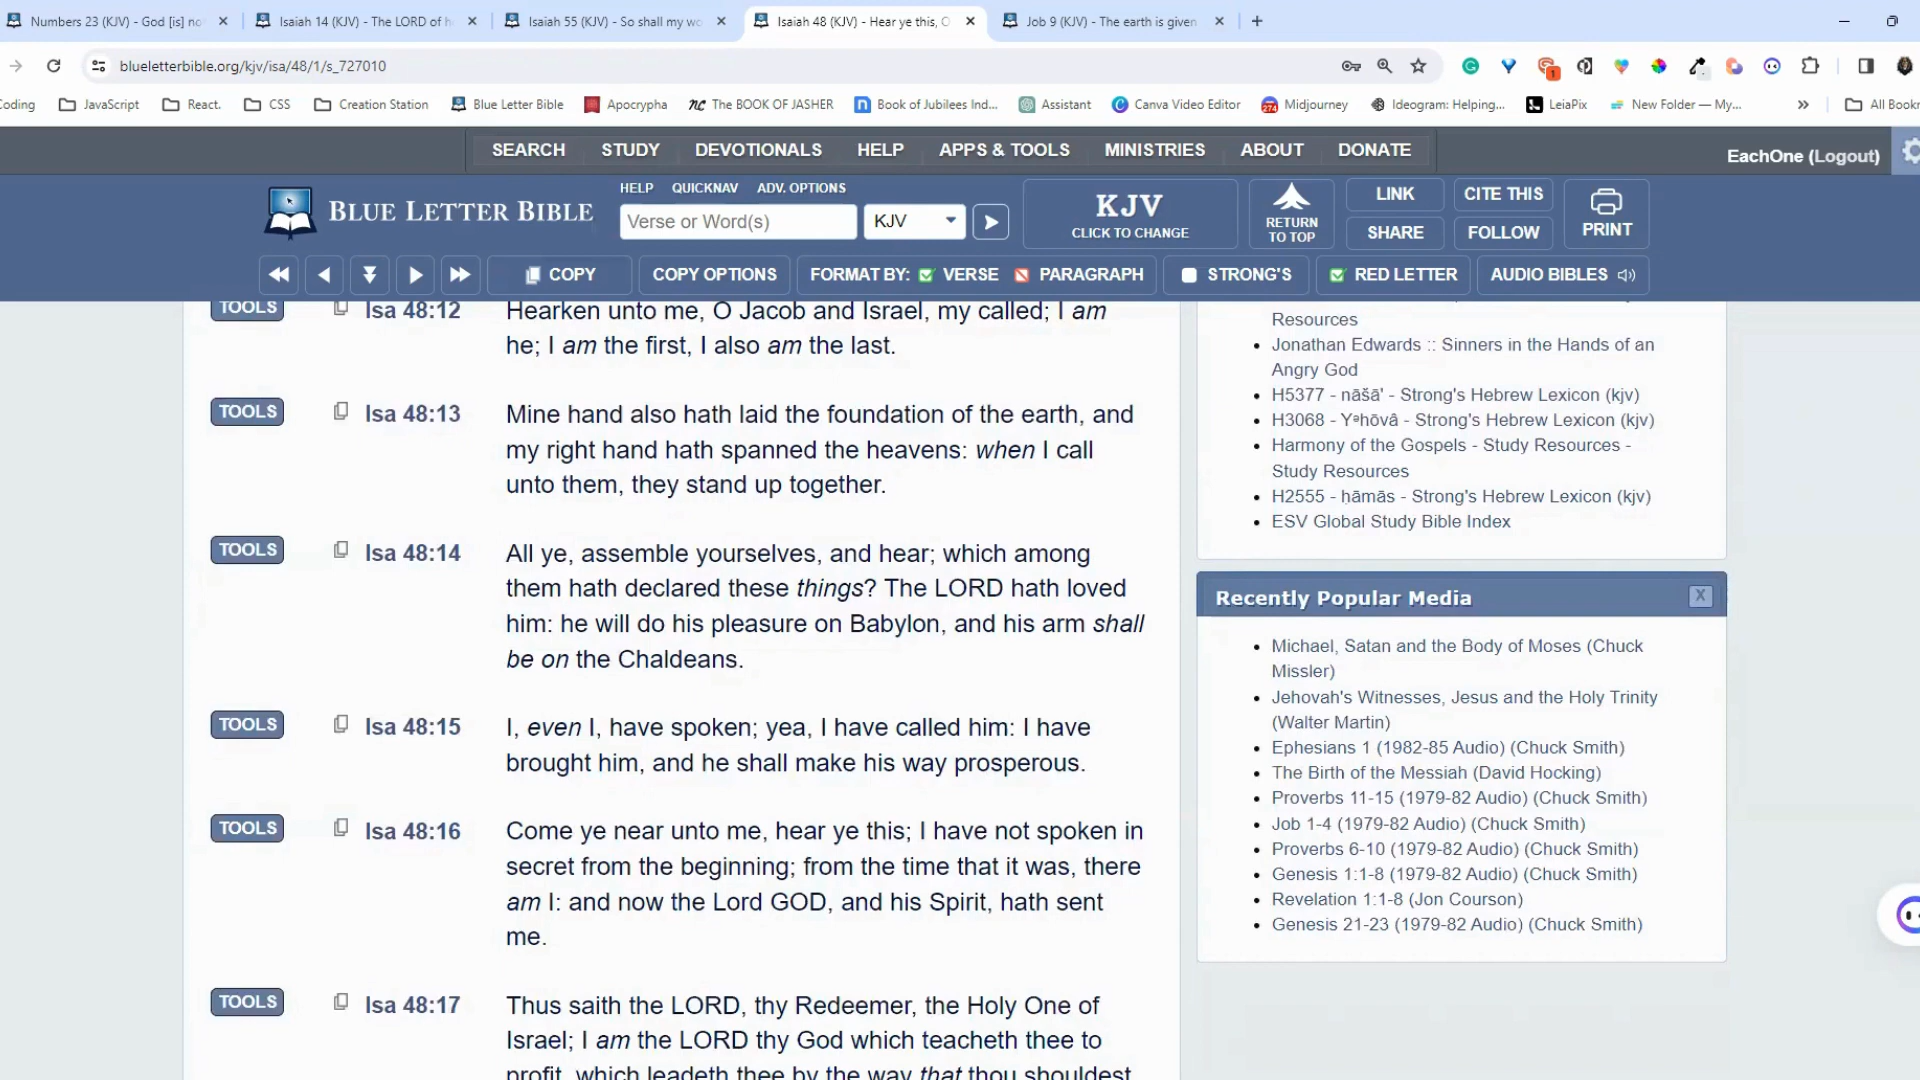 Numbers 23 (KJV) - God [is] no
Isaiah 14 (KJV) - The LORD of h
Isaiah 55 (KJV) - So shall my wo
Isaiah 48 (KJV) - Hear ye this, O
Job 9 (KJV) - The earth is given
blueletterbible.org/kjv/isa/48/1/s_727010
Coding
JavaScript
React.
CSS
Creation Station
Blue Letter Bible
Apocrypha
The BOOK OF JASHER
Book of Jubilees Ind...
Assistant
Canva Video Editor
Midjourney
Ideogram: Helping...
LeiaPix
New Folder — My...
All Bookm
SEARCH STUDY DEVOTIONALS HELP APPS & TOOLS MINISTRIES ABOUT DONATE
EachOne (Logout)
BLUE LETTER BIBLE
HELP QUICKNAV ADV. OPTIONS
Verse or Word(s)
KJV
KJV
CLICK TO CHANGE
RETURN
TO TOP
LINK
CITE THIS
SHARE
FOLLOW
PRINT
COPY
COPY OPTIONS
FORMAT BY: VERSE PARAGRAPH
STRONG'S
RED LETTER
AUDIO BIBLES
TOOLS Isa 48:12 Hearken unto me, O Jacob and Israel, my called; I am
he; I am the first, I also am the last.
TOOLS Isa 48:13 Mine hand also hath laid the foundation of the earth, and
my right hand hath spanned the heavens: when I call
unto them, they stand up together.
TOOLS Isa 48:14 All ye, assemble yourselves, and hear; which among
them hath declared these things? The LORD hath loved
him: he will do his pleasure on Babylon, and his arm shall
be on the Chaldeans.
TOOLS Isa 48:15 I, even I, have spoken; yea, I have called him: I have
brought him, and he shall make his way prosperous.
TOOLS Isa 48:16 Come ye near unto me, hear ye this; I have not spoken in
secret from the beginning; from the time that it was, there
am I: and now the Lord GOD, and his Spirit, hath sent
me.
TOOLS Isa 48:17 Thus saith the LORD, thy Redeemer, the Holy One of
Israel; I am the LORD thy God which teacheth thee to
profit, which leadeth thee by the way that thou shouldest
Resources
Jonathan Edwards :: Sinners in the Hands of an
Angry God
H5377 - nāšā' - Strong's Hebrew Lexicon (kjv)
H3068 - Yᵊhōvâ - Strong's Hebrew Lexicon (kjv)
Harmony of the Gospels - Study Resources -
Study Resources
H2555 - ḥāmās - Strong's Hebrew Lexicon (kjv)
ESV Global Study Bible Index
Recently Popular Media
X
Michael, Satan and the Body of Moses (Chuck
Missler)
Jehovah's Witnesses, Jesus and the Holy Trinity
(Walter Martin)
Ephesians 1 (1982-85 Audio) (Chuck Smith)
The Birth of the Messiah (David Hocking)
Proverbs 11-15 (1979-82 Audio) (Chuck Smith)
Job 1-4 (1979-82 Audio) (Chuck Smith)
Proverbs 6-10 (1979-82 Audio) (Chuck Smith)
Genesis 1:1-8 (1979-82 Audio) (Chuck Smith)
Revelation 1:1-8 (Jon Courson)
Genesis 21-23 (1979-82 Audio) (Chuck Smith)